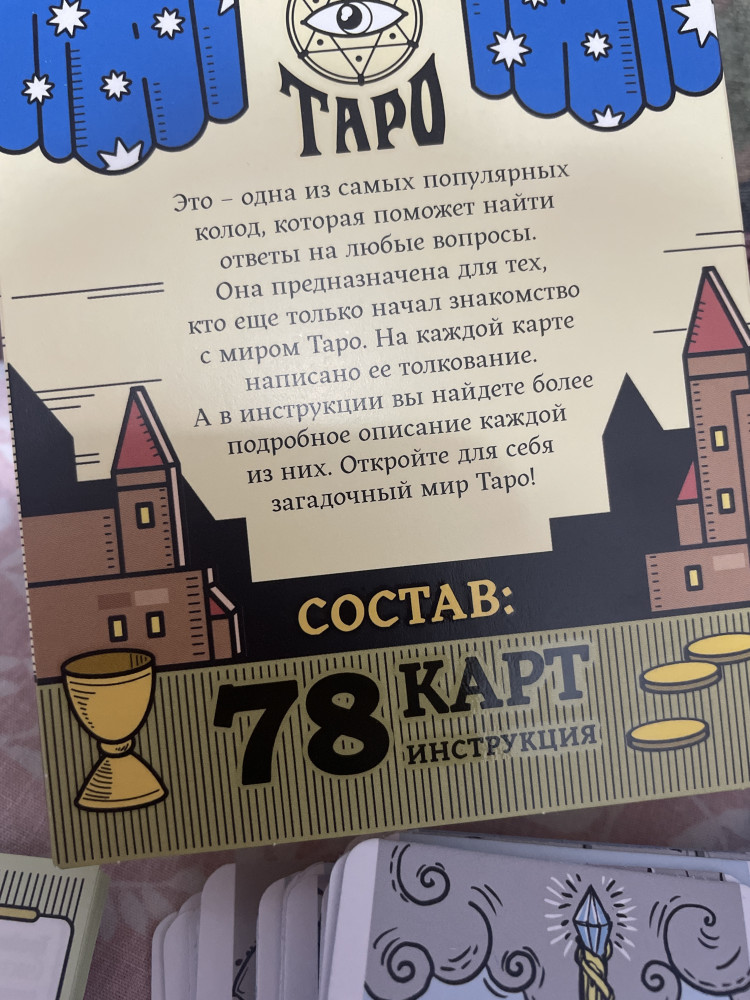 ТАРО
Это – одна из самых популярных
колод, которая поможет найти
ответы на любые вопросы.
Она предназначена для тех,
кто еще только начал знакомство
с миром Таро. На каждой карте
написано ее толкование.
А в инструкции вы найдете более
подробное описание каждой
из них. Откройте для себя
загадочный мир Таро!
СОСТАВ:
78 КАРТ
ИНСТРУКЦИЯ